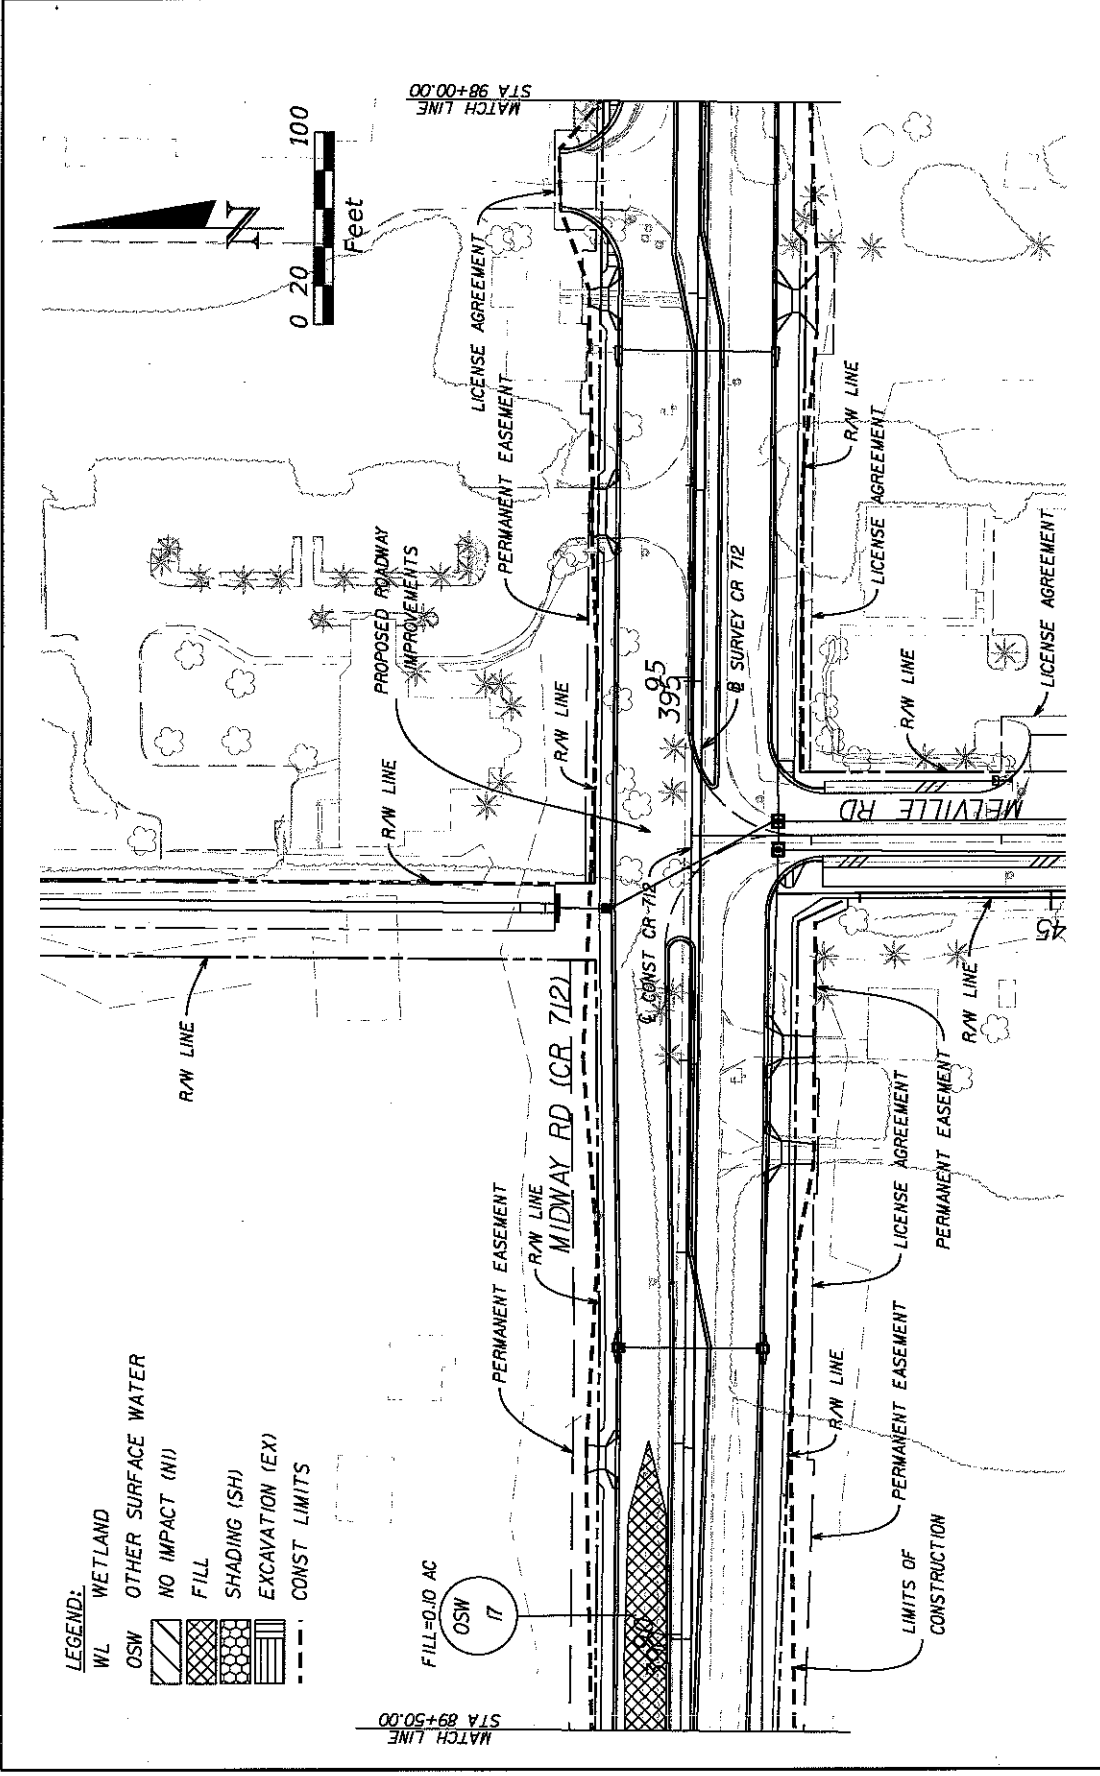 LEGEND:
WL WETLAND
OSW OTHER SURFACE WATER
NO IMPACT (NI)
FILL
SHADING (SH)
EXCAVATION (EX)
CONST LIMITS
N
0 20 100
Feet
MATCH LINE
STA 89+50.00
MATCH LINE
STA 98+00.00
FILL=0.10 AC
OSW
17
R/W LINE
R/W LINE
PROPOSED ROADWAY
IMPROVEMENTS
R/W LINE
PERMANENT EASEMENT
LICENSE AGREEMENT
PERMANENT EASEMENT
R/W LINE
MIDWAY RD (CR 712)
℄ CONST CR-712
395
95
SURVEY CR 712
MELVILLE RD
45
R/W LINE
LICENSE AGREEMENT
R/W LINE
LICENSE AGREEMENT
R/W LINE
PERMANENT EASEMENT
LICENSE AGREEMENT
R/W LINE
PERMANENT EASEMENT
LIMITS OF
CONSTRUCTION